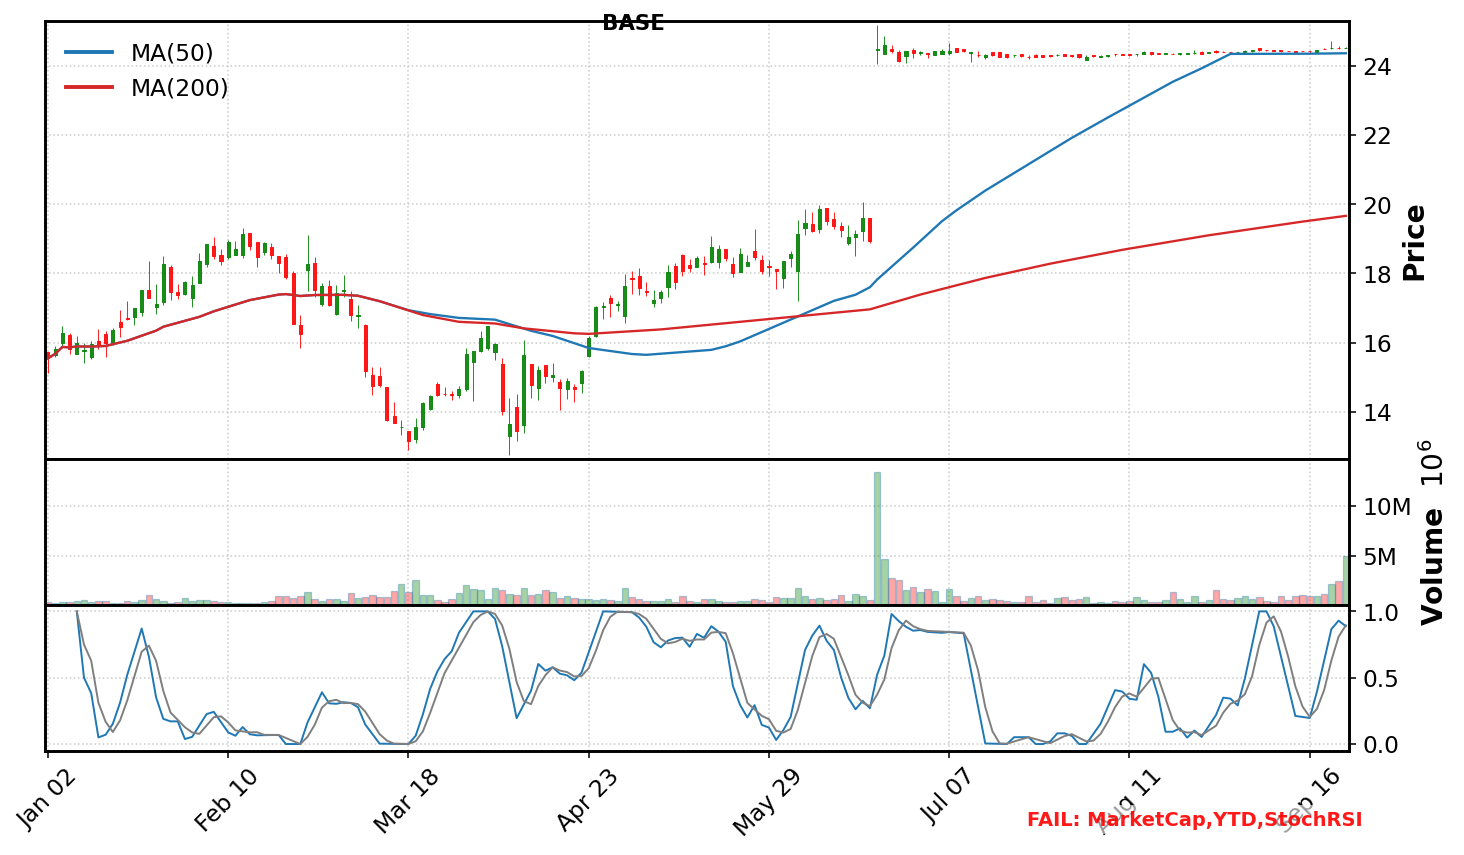 BASE
MA(50)
MA(200)
24
22
20
18
16
14
Price
10M
5M
Volume 10⁶
1.0
0.5
0.0
Jan 02
Feb 10
Mar 18
Apr 23
May 29
Jul 07
Aug 11
Sep 16
FAIL: MarketCap,YTD,StochRSI